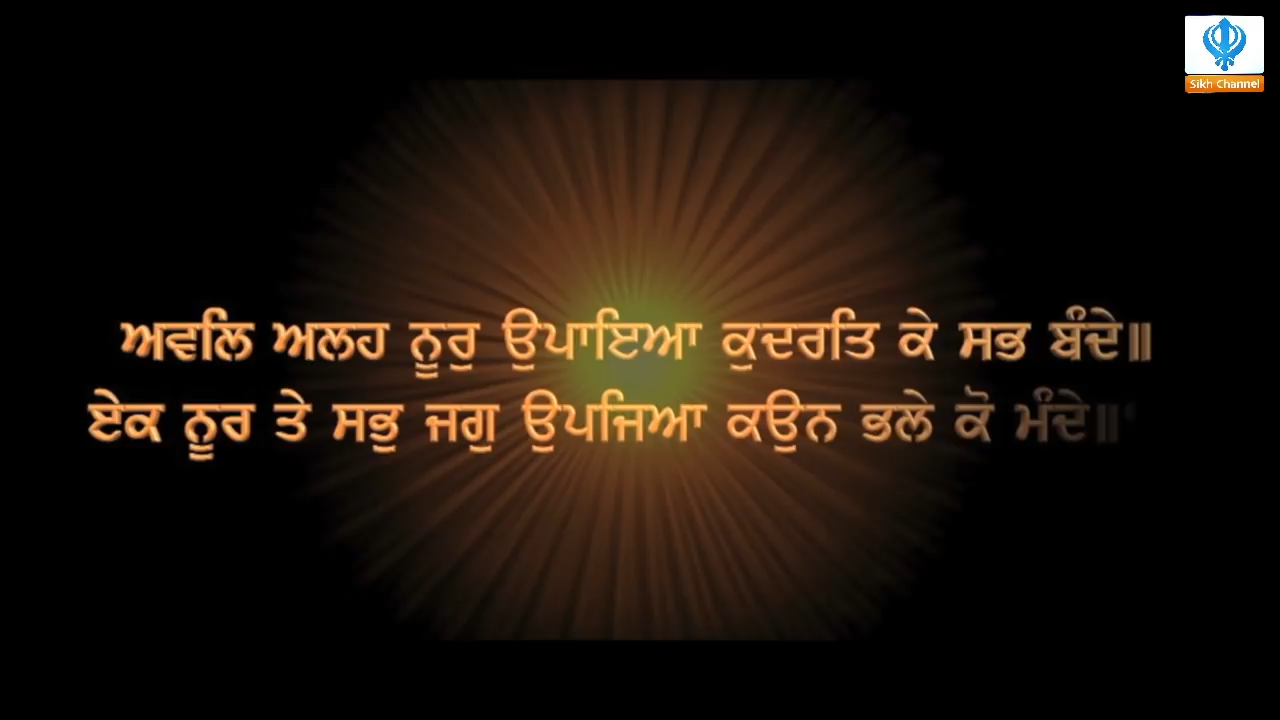 Sikh Channel
ਅਵਲਿ ਅਲਹ ਨੂਰੁ ਉਪਾਇਆ ਕੁਦਰਤਿ ਕੇ ਸਭ ਬੰਦੇ॥
ਏਕ ਨੂਰ ਤੇ ਸਭੁ ਜਗੁ ਉਪਜਿਆ ਕਉਨ ਭਲੇ ਕੋ ਮੰਦੇ॥